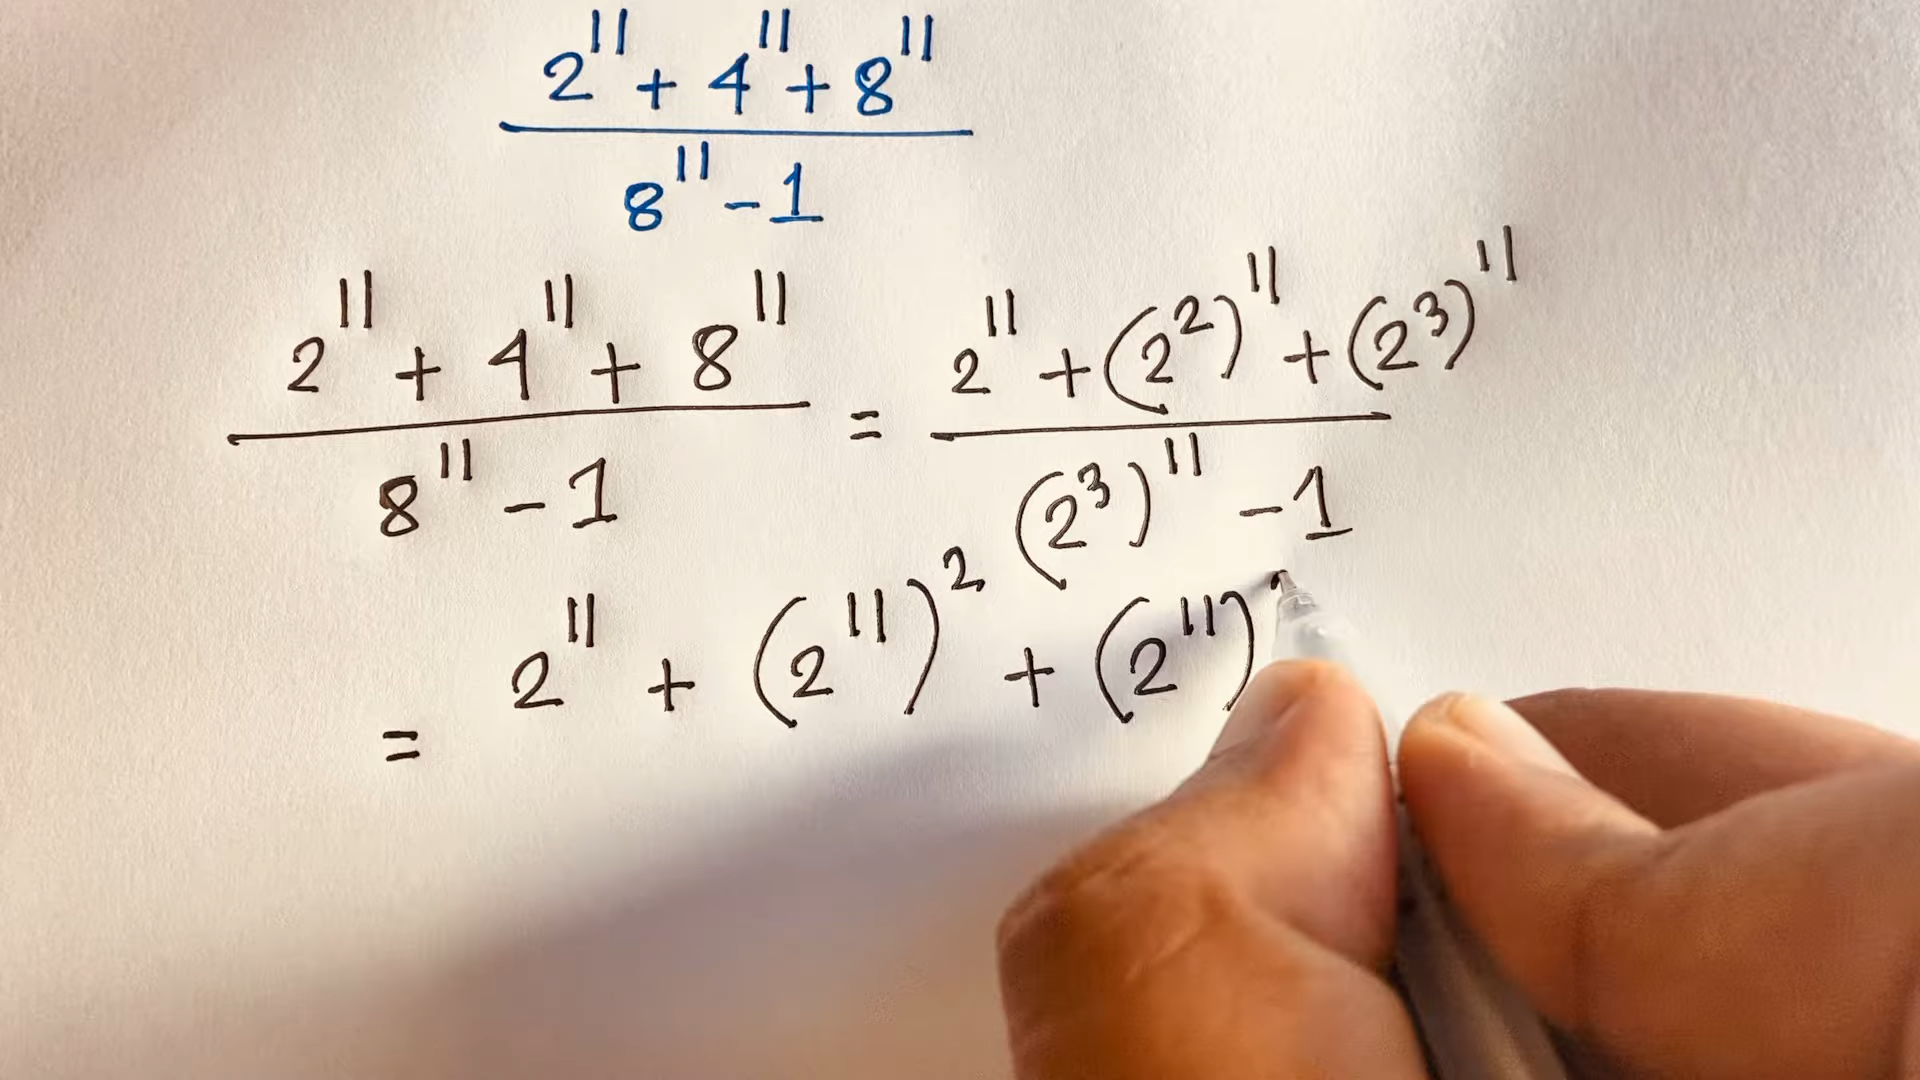 2^11 + 4^11 + 8^11
8^11 - 1
2^11 + 4^11 + 8^11 = 2^11 + (2^2)^11 + (2^3)^11
8^11 - 1 (2^3)^11 - 1
= 2^11 + (2^11)^2 + (2^11)